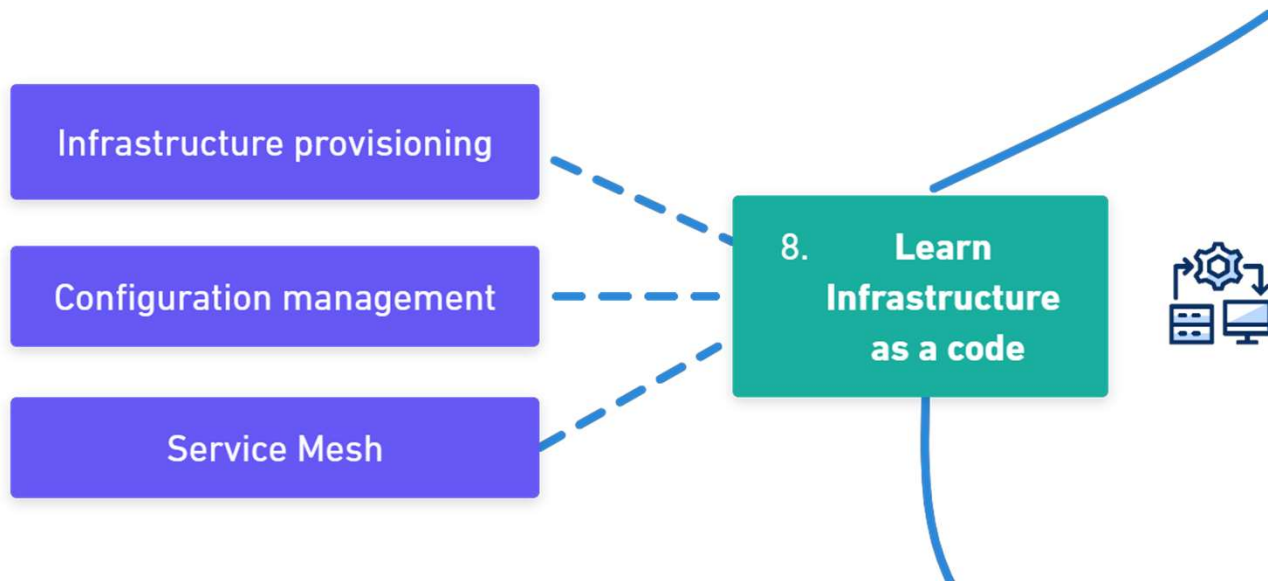 Infrastructure provisioning
Configuration management
Service Mesh
8. Learn
Infrastructure
as a code